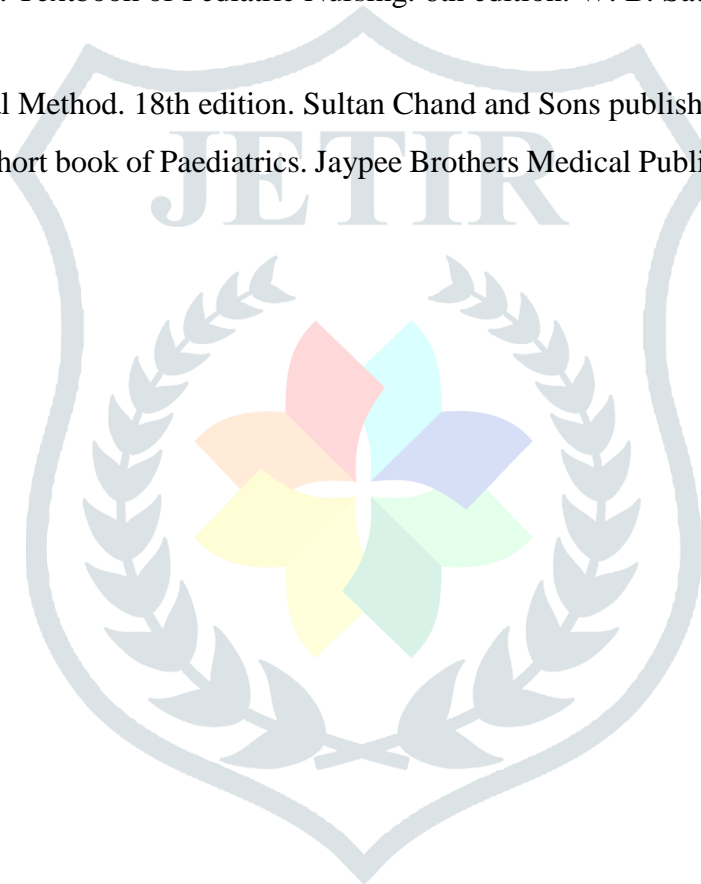 . Textbook of Pediatric Nursing. 6th edition. W. B.
al Method. 18th edition. Sultan Chand and Sons publish
hort book of Paediatrics. Jaypee Brothers Medical Publi
JETIR